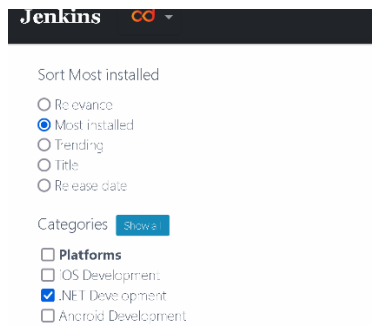 Jenkins cd
Sort Most installed
Relevance
Most installed
Trending
Title
Release date
Categories Show all
Platforms
iOS Development
.NET Development
Android Development